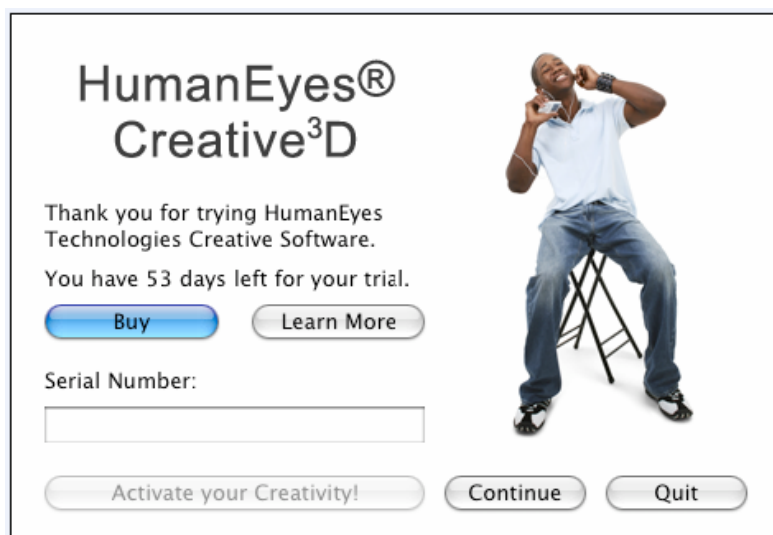 HumanEyes®
Creative³D
Thank you for trying HumanEyes
Technologies Creative Software.
You have 53 days left for your trial.
Buy
Learn More
Serial Number:
Activate your Creativity!
Continue
Quit